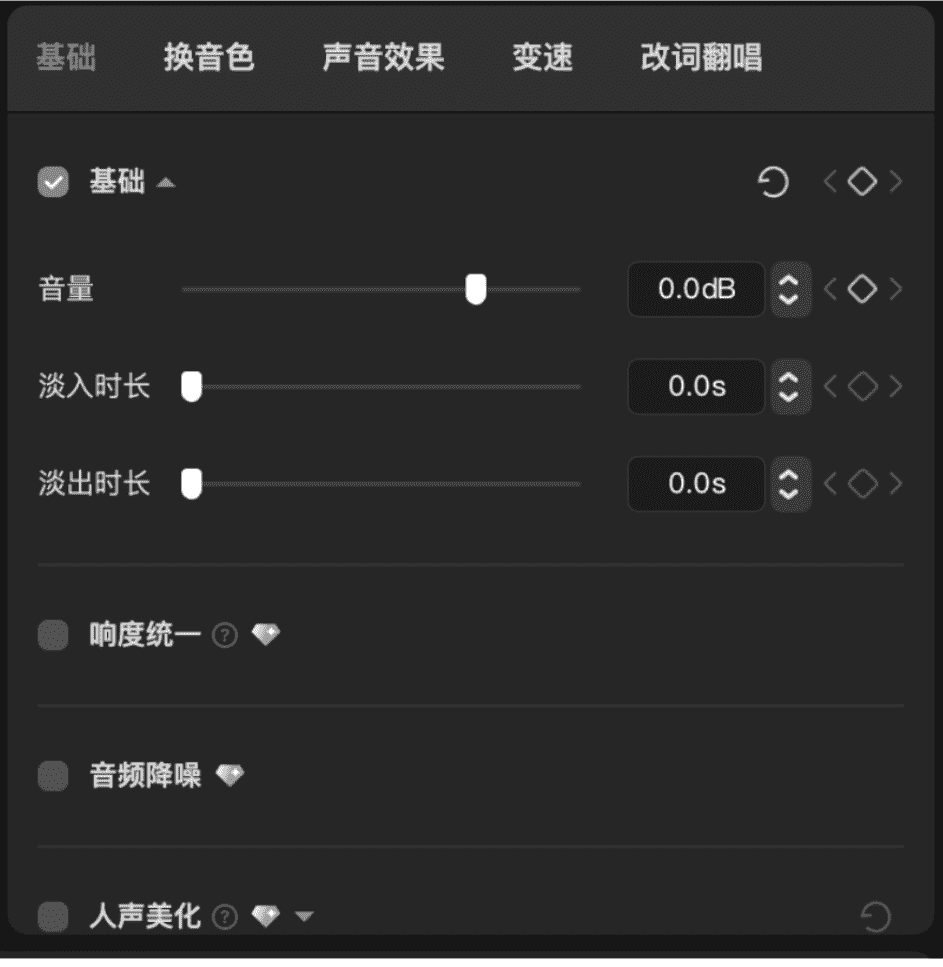 基础 换音色 声音效果 变速 改词翻唱
基础
音量 0.0dB
淡入时长 0.0s
淡出时长 0.0s
响度统一 ?
音频降噪
人声美化 ?